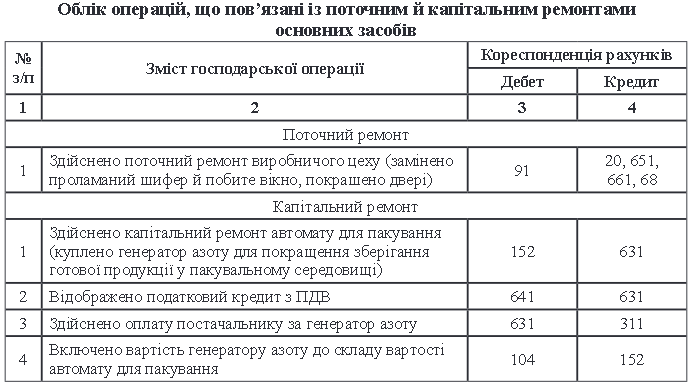 Облік операцій, що пов’язані із поточним й капітальним ремонтами
основних засобів
№
з/п
Зміст господарської операції
Кореспонденція рахунків
Дебет
Кредит
1
2
3
4
Поточний ремонт
1
Здійснено поточний ремонт виробничого цеху (замінено
проламаний шифер й побите вікно, покрашено двері)
91
20, 651,
661, 68
Капітальний ремонт
1
Здійснено капітальний ремонт автомату для пакування
(куплено генератор азоту для покращення зберігання
готової продукції у пакувальному середовищі)
152
631
2
Відображено податковий кредит з ПДВ
641
631
3
Здійснено оплату постачальнику за генератор азоту
631
311
4
Включено вартість генератору азоту до складу вартості
автомату для пакування
104
152